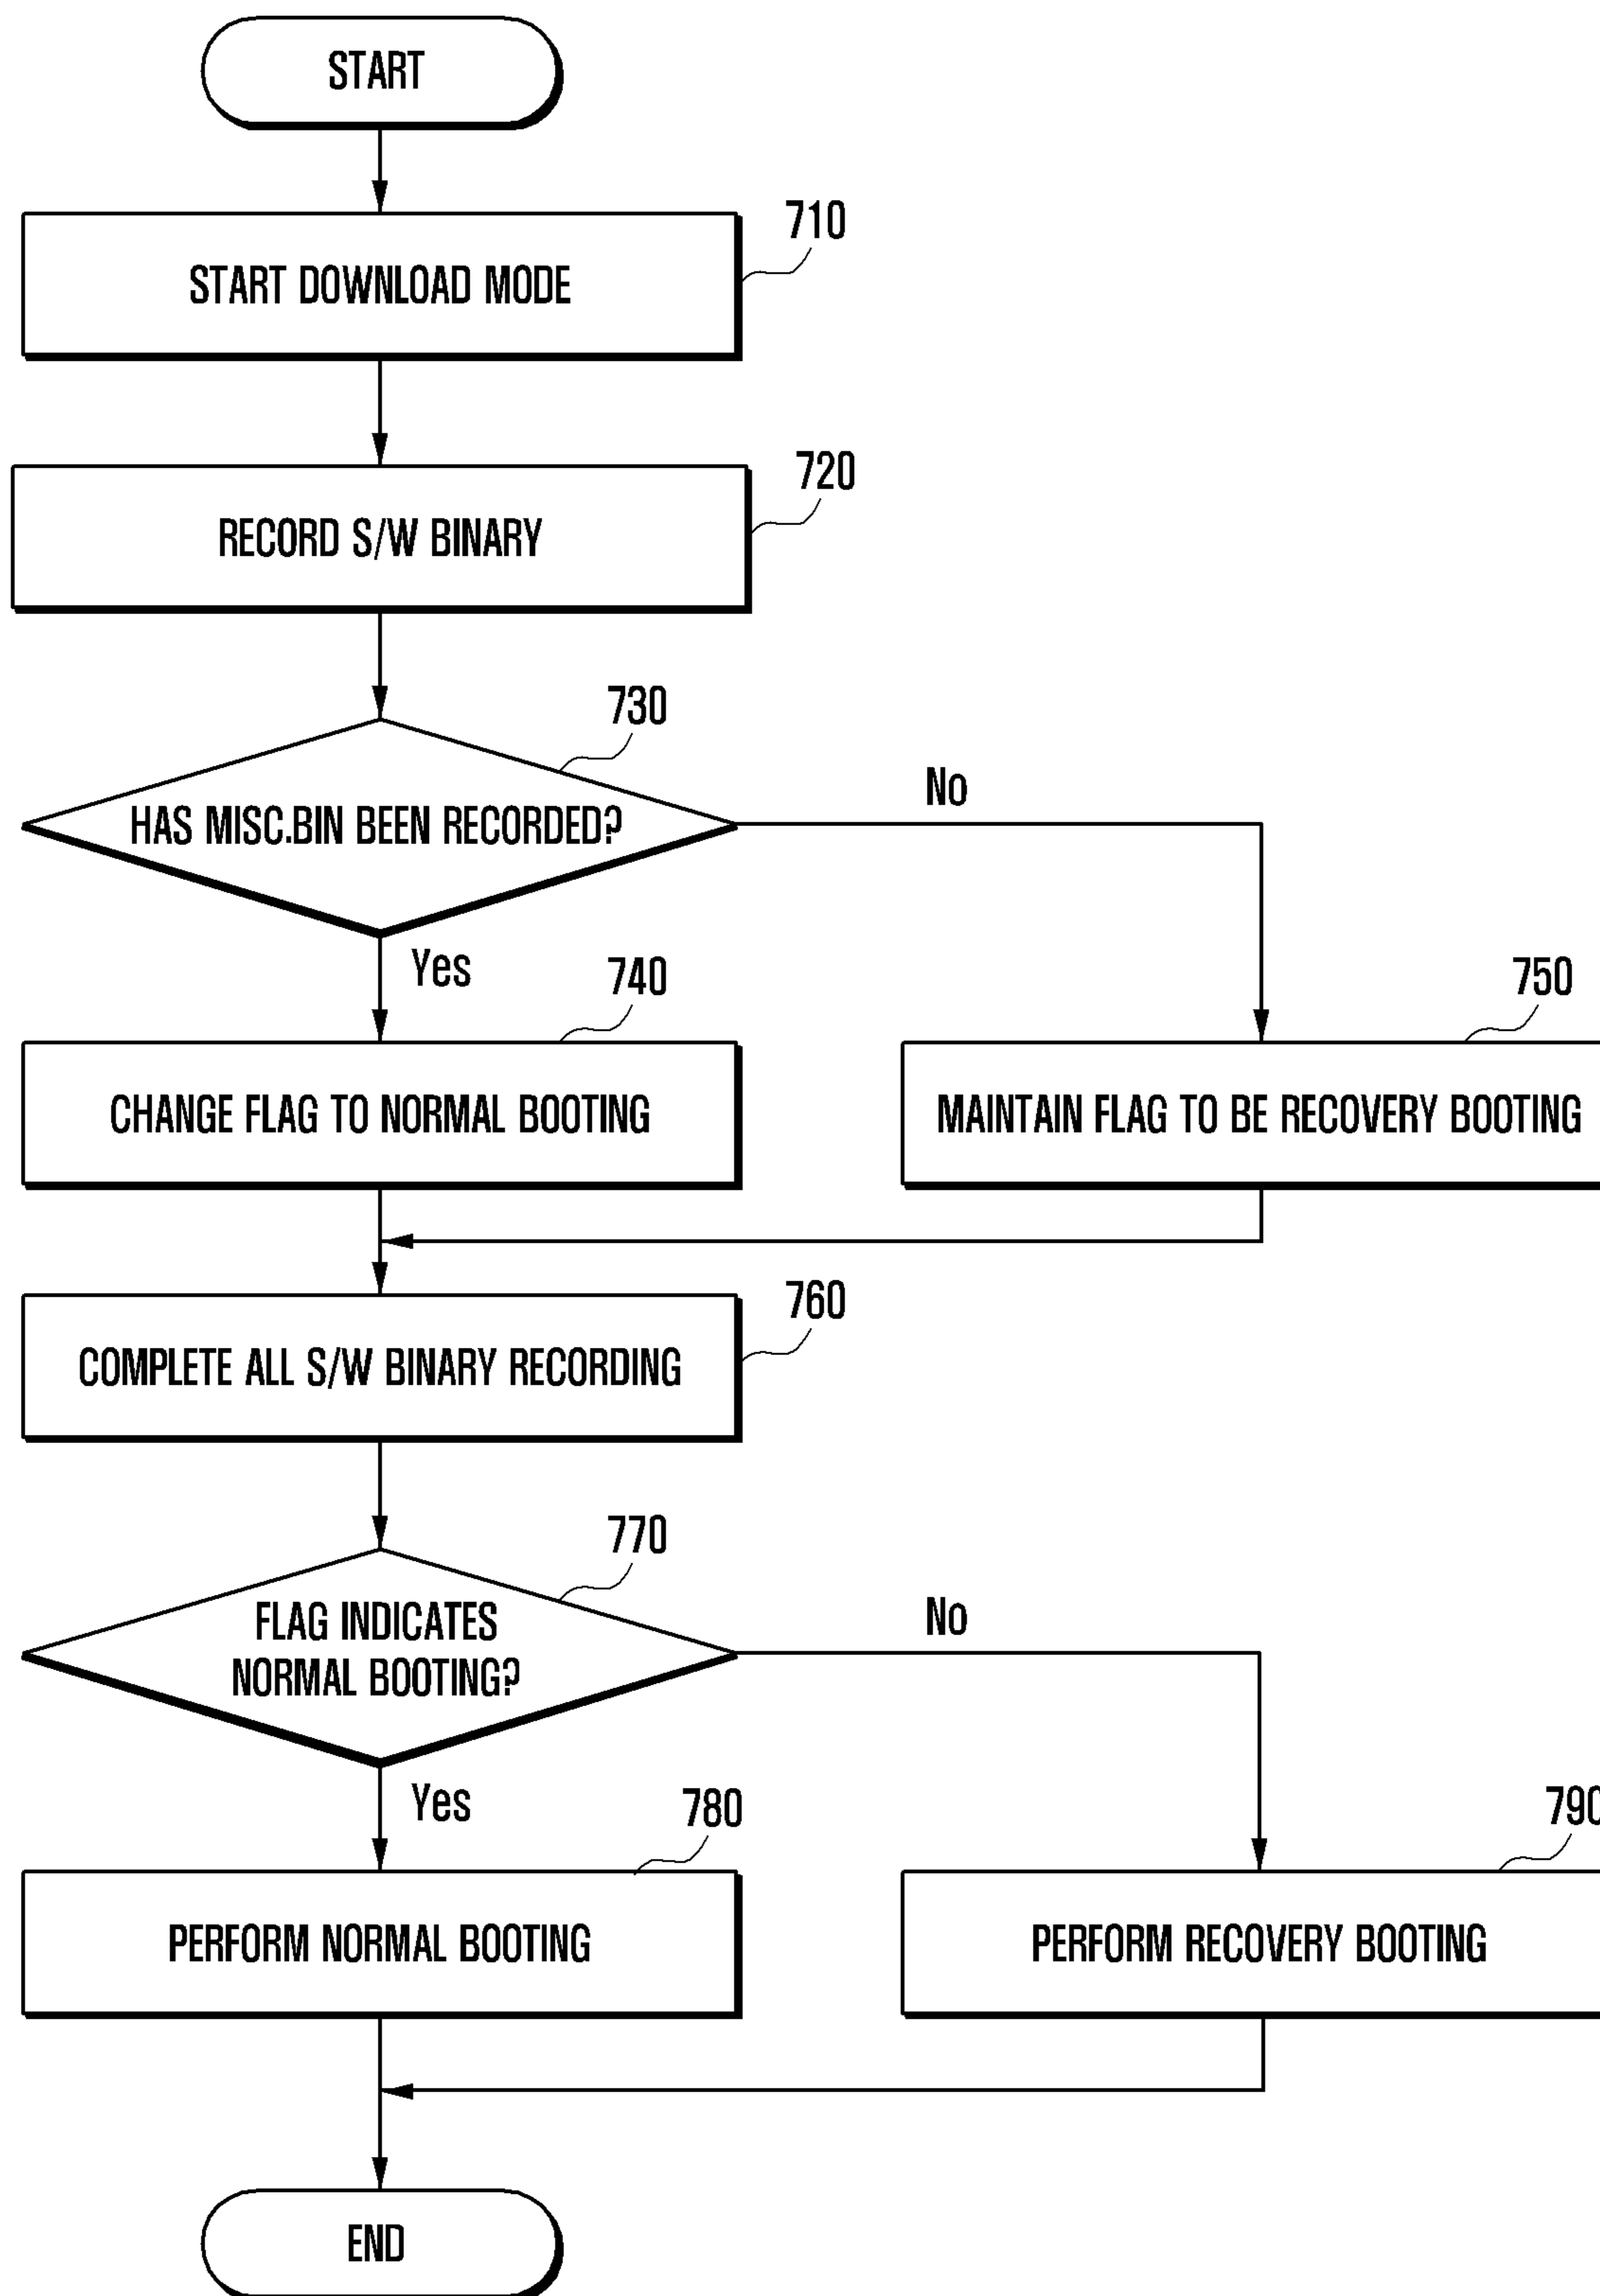 START
710
START DOWNLOAD MODE
720
RECORD S/W BINARY
730
HAS MISC.BIN BEEN RECORDED?
No
Yes
740
750
CHANGE FLAG TO NORMAL BOOTING
MAINTAIN FLAG TO BE RECOVERY BOOTING
760
COMPLETE ALL S/W BINARY RECORDING
770
FLAG INDICATES
NORMAL BOOTING?
No
Yes
780
790
PERFORM NORMAL BOOTING
PERFORM RECOVERY BOOTING
END